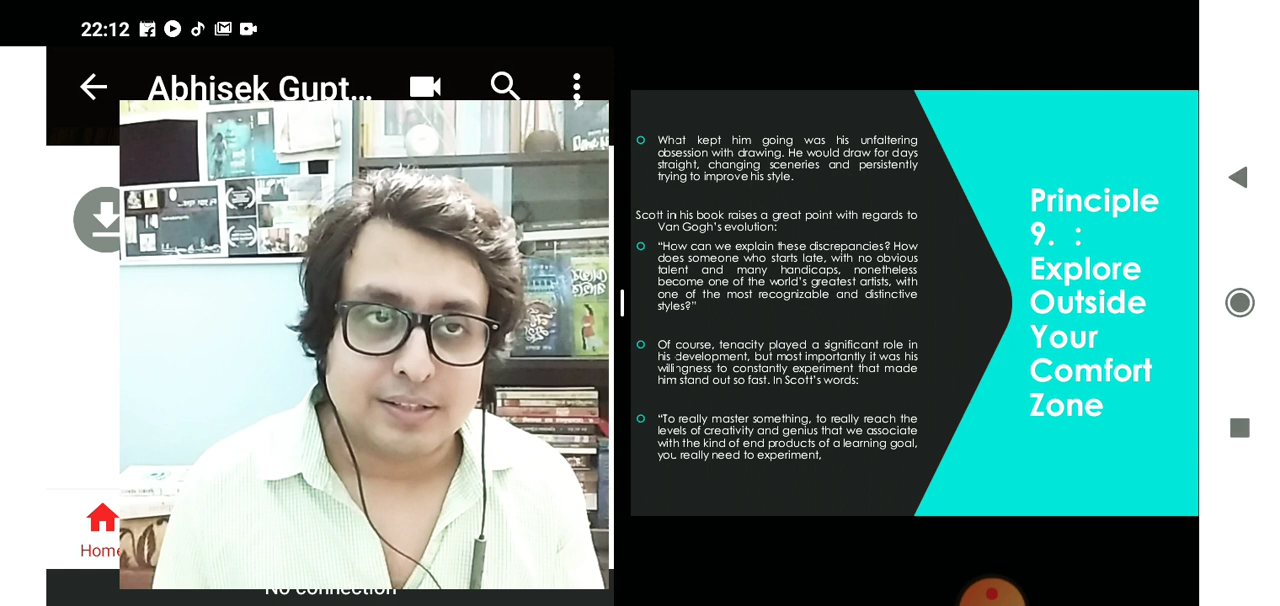 22:12
Abhisek Gupt...
What kept him going was his unfaltering
obsession with drawing. He would draw for days
straight, changing sceneries and persistently
trying to improve his style.
Scott in his book raises a great point with regards to
Van Gogh's evolution:
“How can we explain these discrepancies? How
does someone who starts late, with no obvious
talent and many handicaps, nonetheless
become one of the world's greatest artists, with
one of the most recognizable and distinctive
styles?”
Of course, tenacity played a significant role in
his development, but most importantly it was his
willingness to constantly experiment that made
him stand out so fast. In Scott's words:
“To really master something, to really reach the
levels of creativity and genius that we associate
with the kind of end products of a learning goal,
you really need to experiment,
Principle
9. :
Explore
Outside
Your
Comfort
Zone
Home
No connection